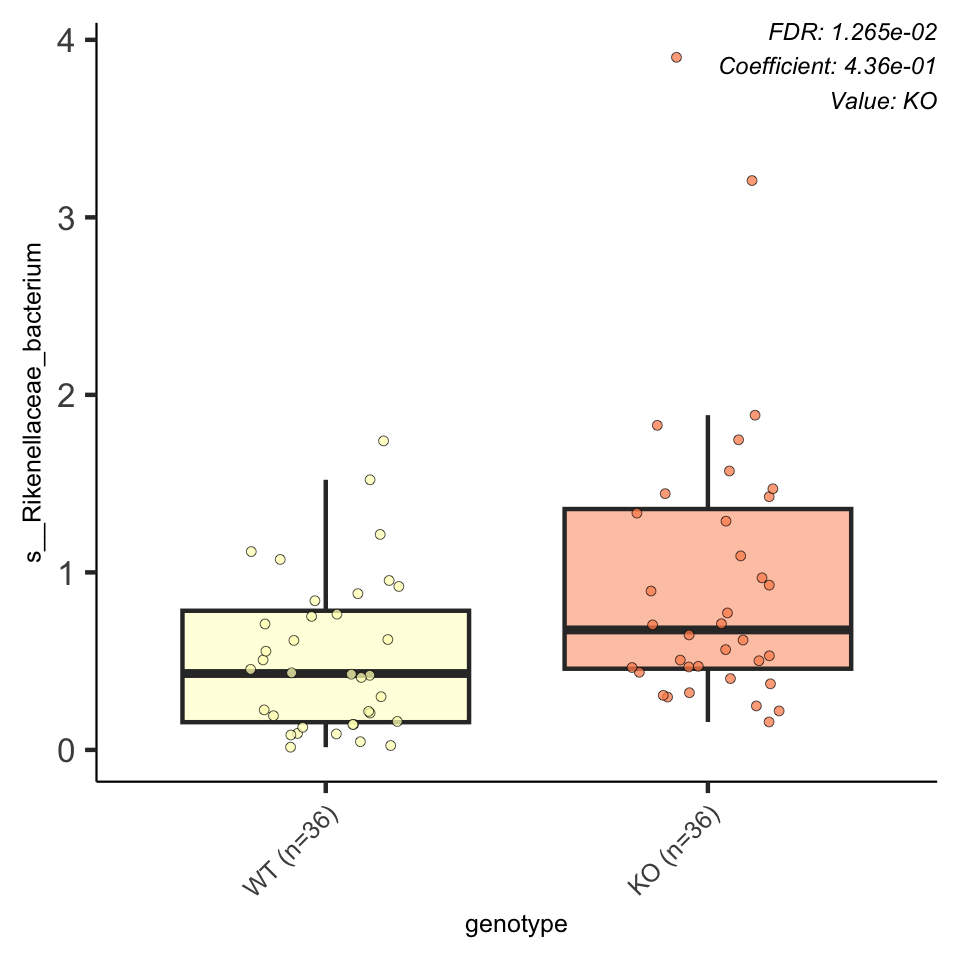 FDR: 1.265e-02
Coefficient: 4.36e-01
Value: KO
s__Rikenellaceae_bacterium
4
3
2
1
0
WT (n=36)
KO (n=36)
genotype